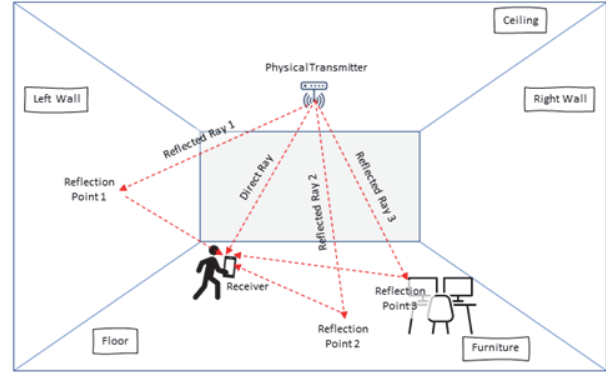 Ceiling
Physical Transmitter
Left Wall
Right Wall
Reflected Ray 1
Direct Ray
Reflected Ray 2
Reflected Ray 3
Reflection
Point 1
Receiver
Reflection
Point 3
Reflection
Point 2
Floor
Furniture